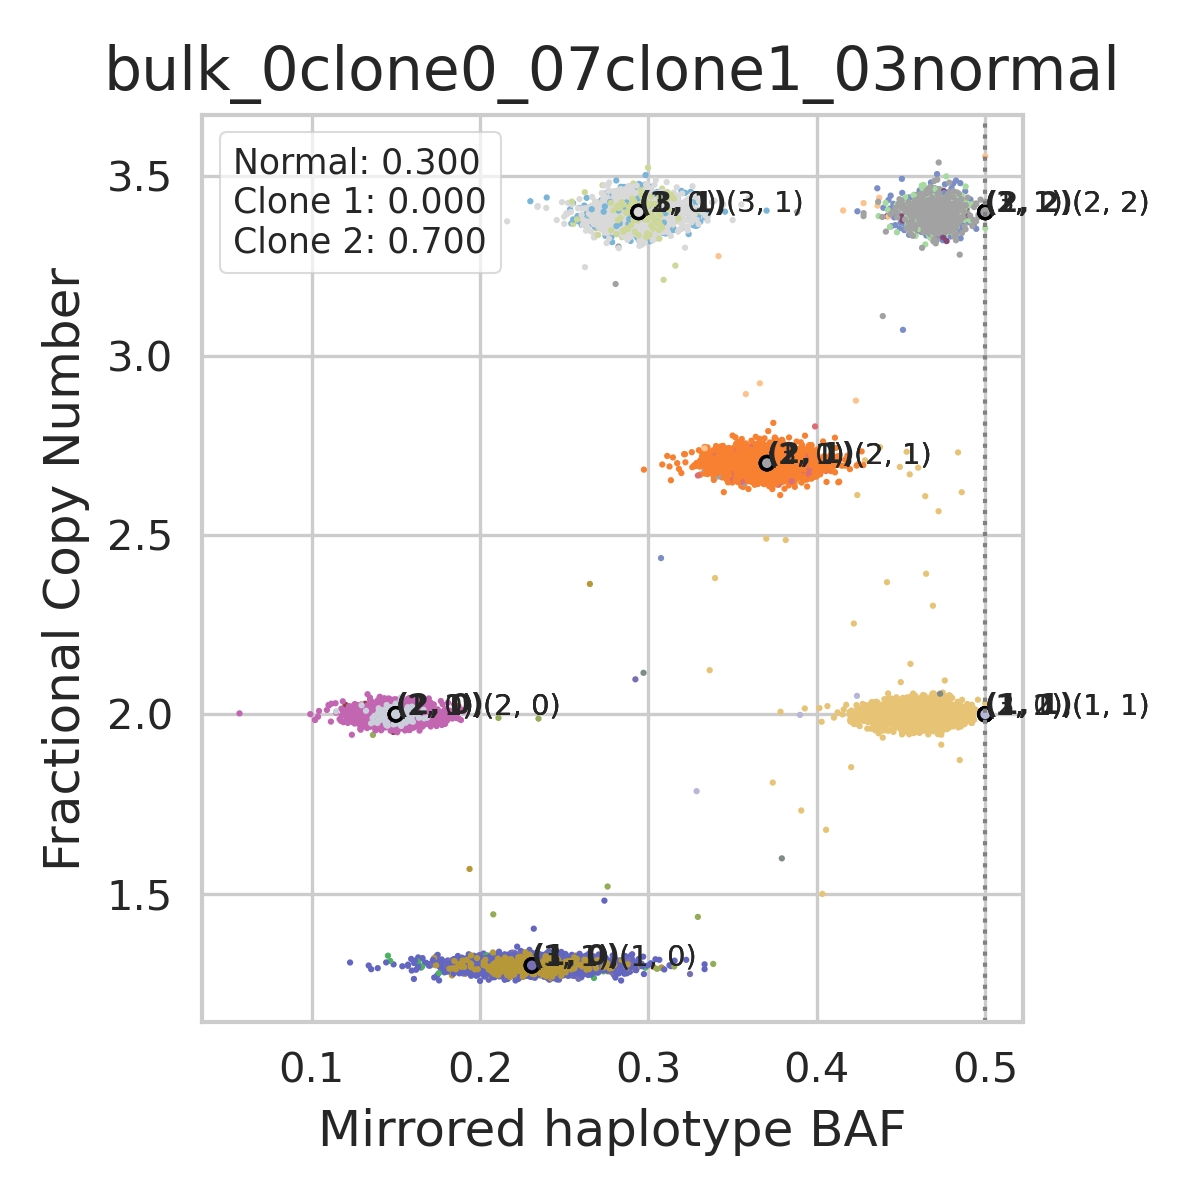 bulk_0clone0_07clone1_03normal
Normal: 0.300
Clone 1: 0.000
Clone 2: 0.700
3.5
3.0
2.5
2.0
1.5
Fractional Copy Number
(3, 1)
(2, 2)
(2, 1)
(2, 0)
(1, 1)
(1, 0)
0.1
0.2
0.3
0.4
0.5
Mirrored haplotype BAF